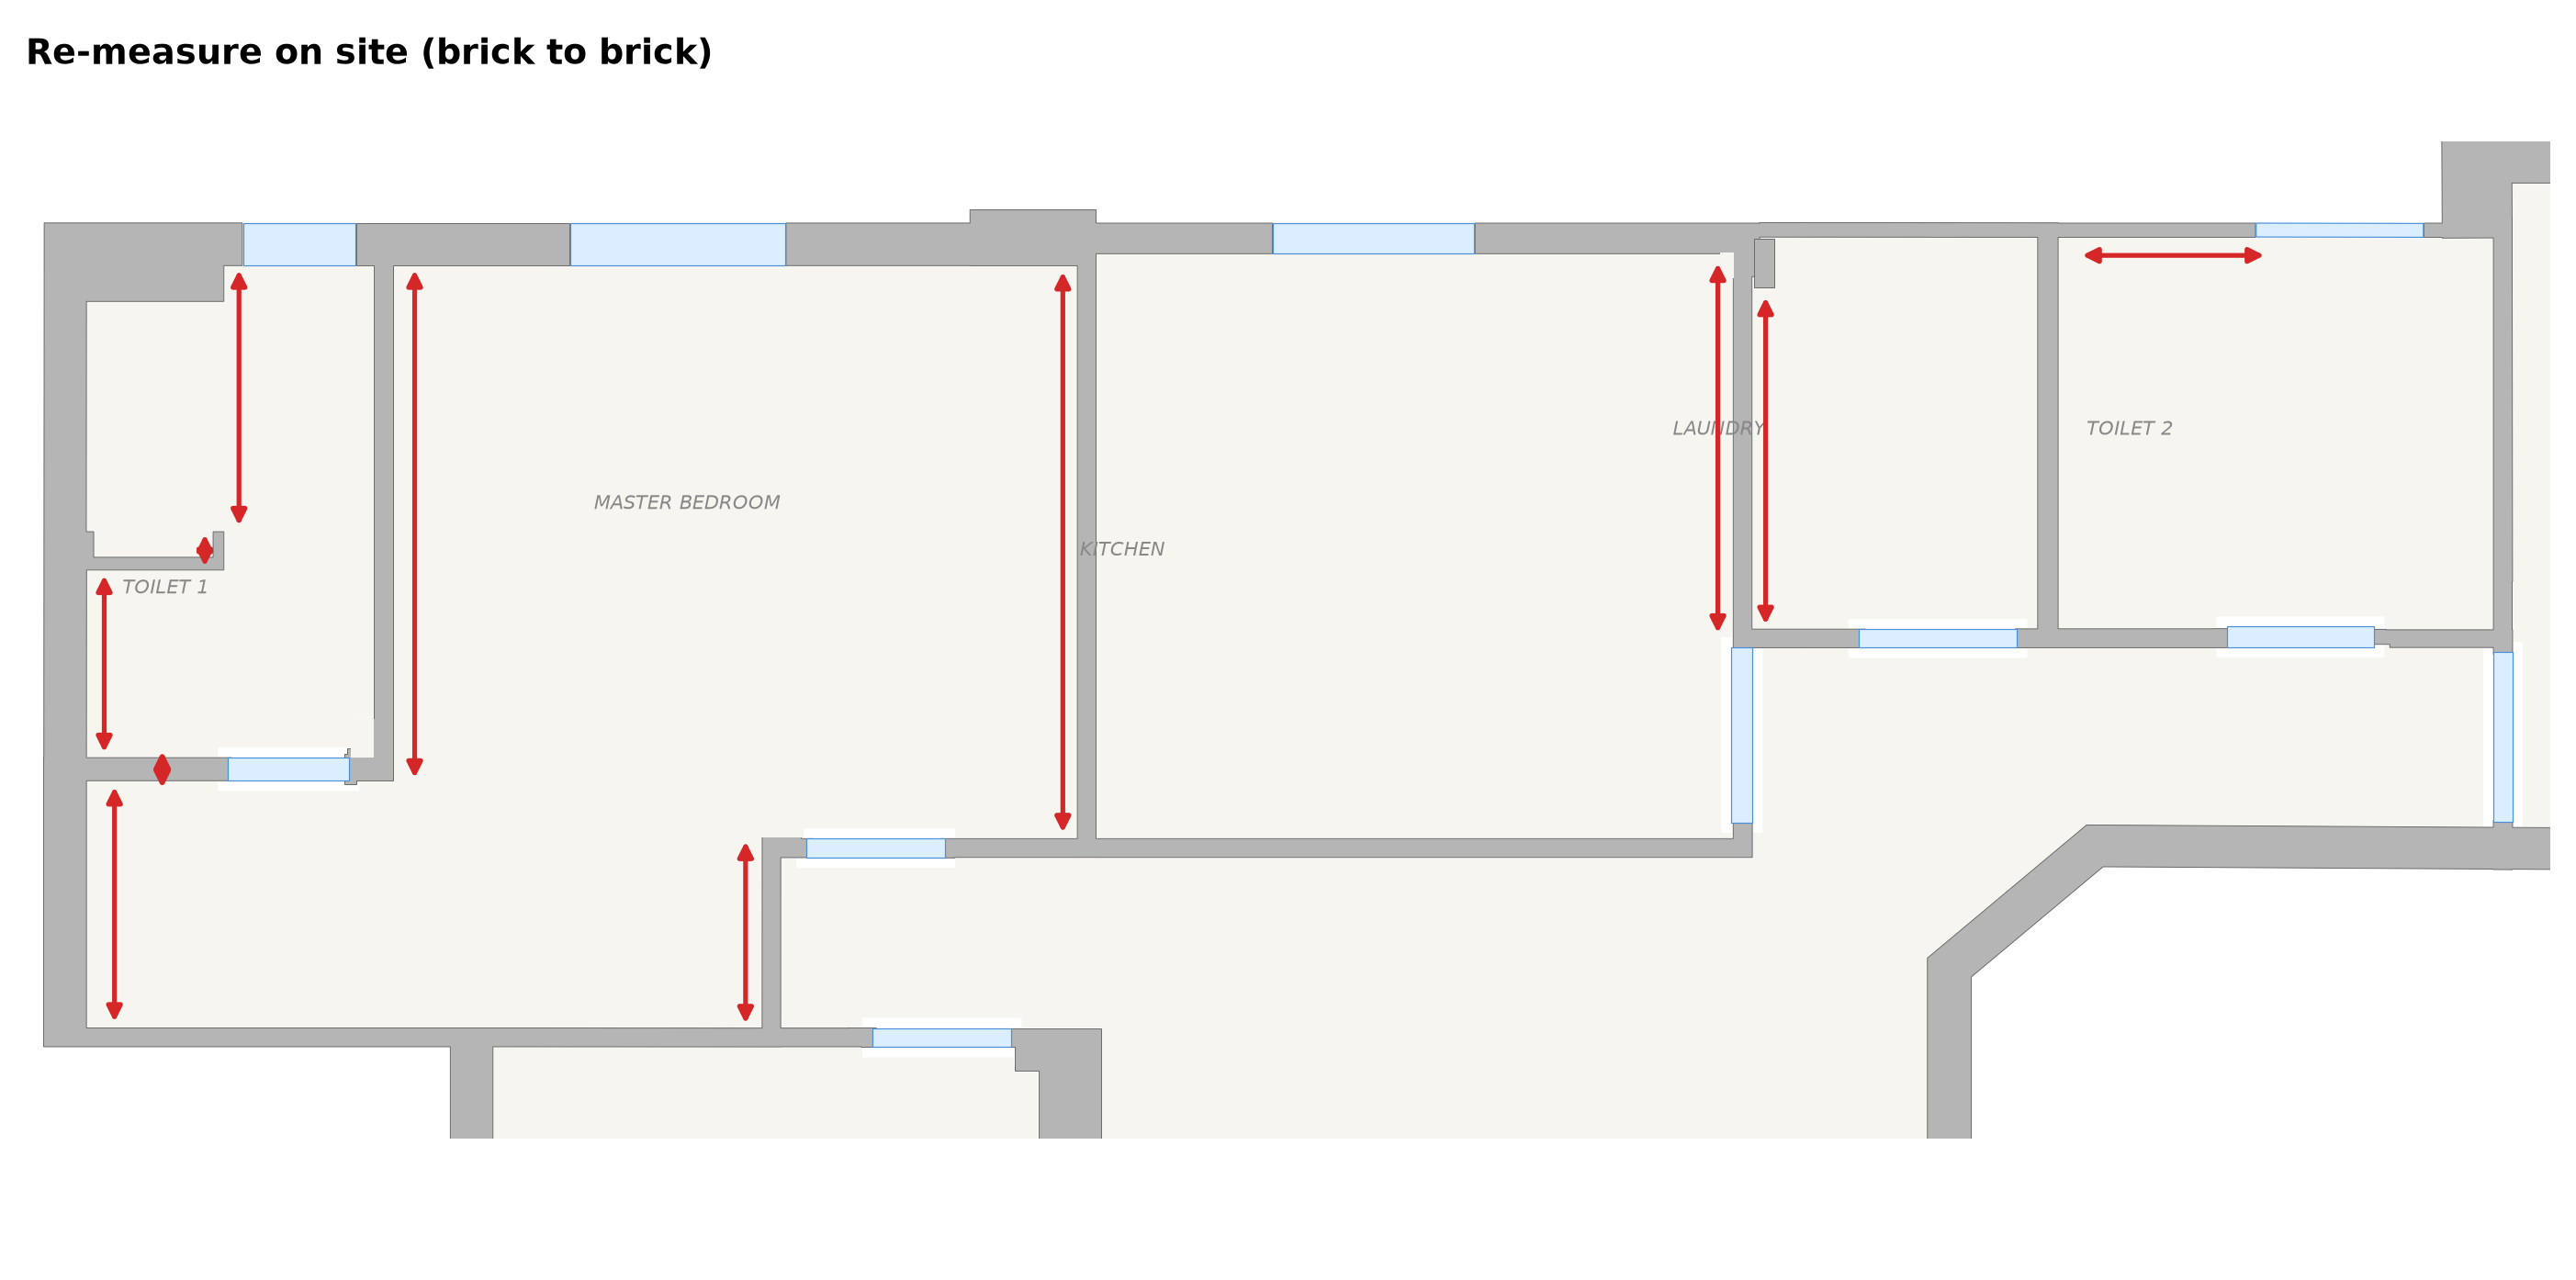 Re-measure on site (brick to brick)
LAUNDRY
TOILET 2
MASTER BEDROOM
KITCHEN
TOILET 1